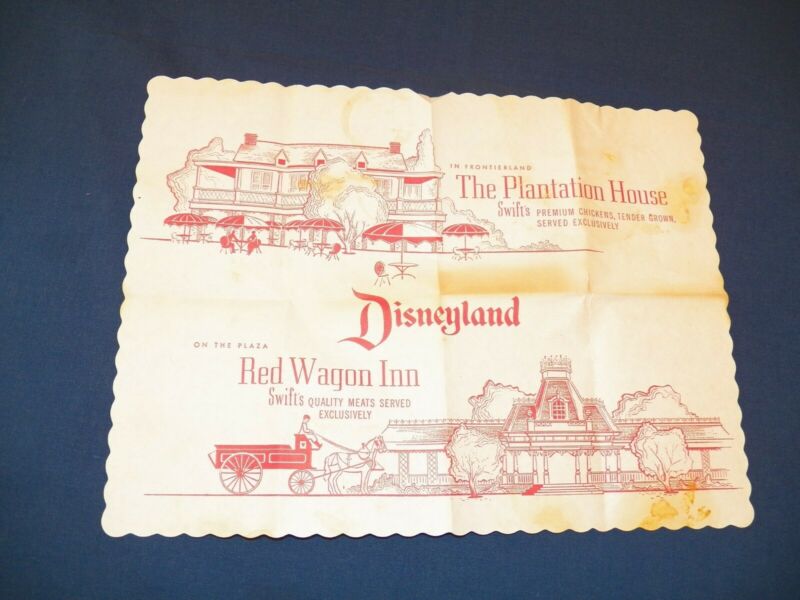 IN FRONTIERLAND
The Plantation House
Swift's PREMIUM CHICKENS, TENDER GROWN,
SERVED EXCLUSIVELY
Disneyland
ON THE PLAZA
Red Wagon Inn
Swift's QUALITY MEATS SERVED
EXCLUSIVELY